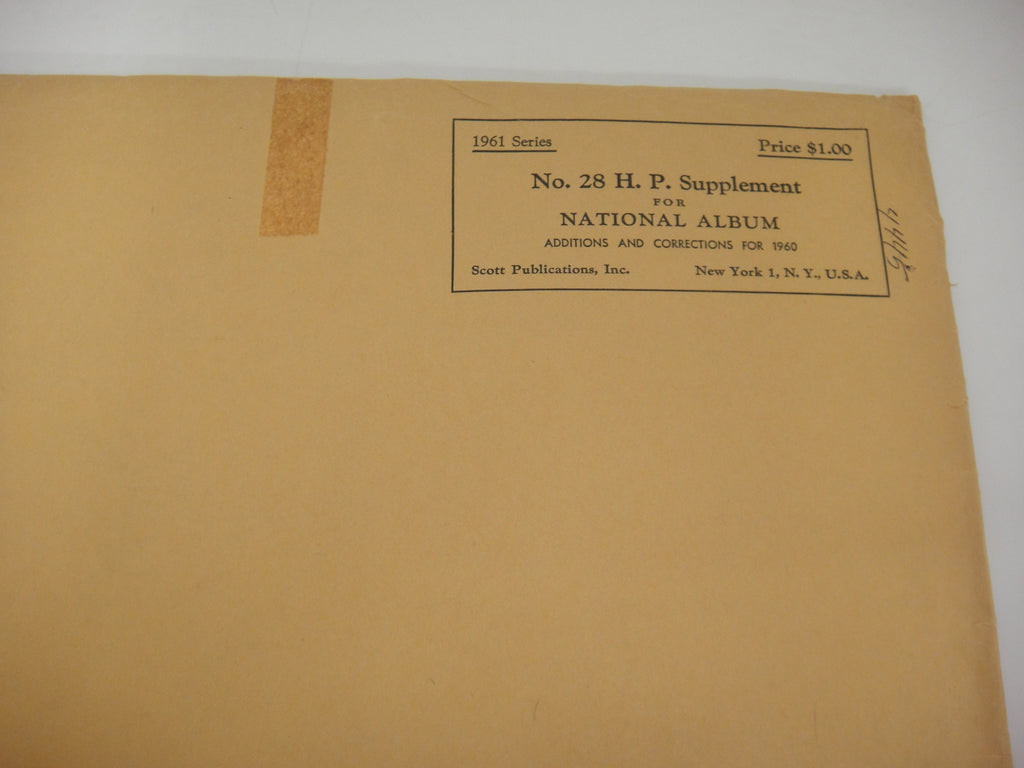 1961 Series Price $1.00
No. 28 H. P. Supplement
FOR
NATIONAL ALBUM
ADDITIONS AND CORRECTIONS FOR 1960
Scott Publications, Inc. New York 1, N. Y., U.S.A.